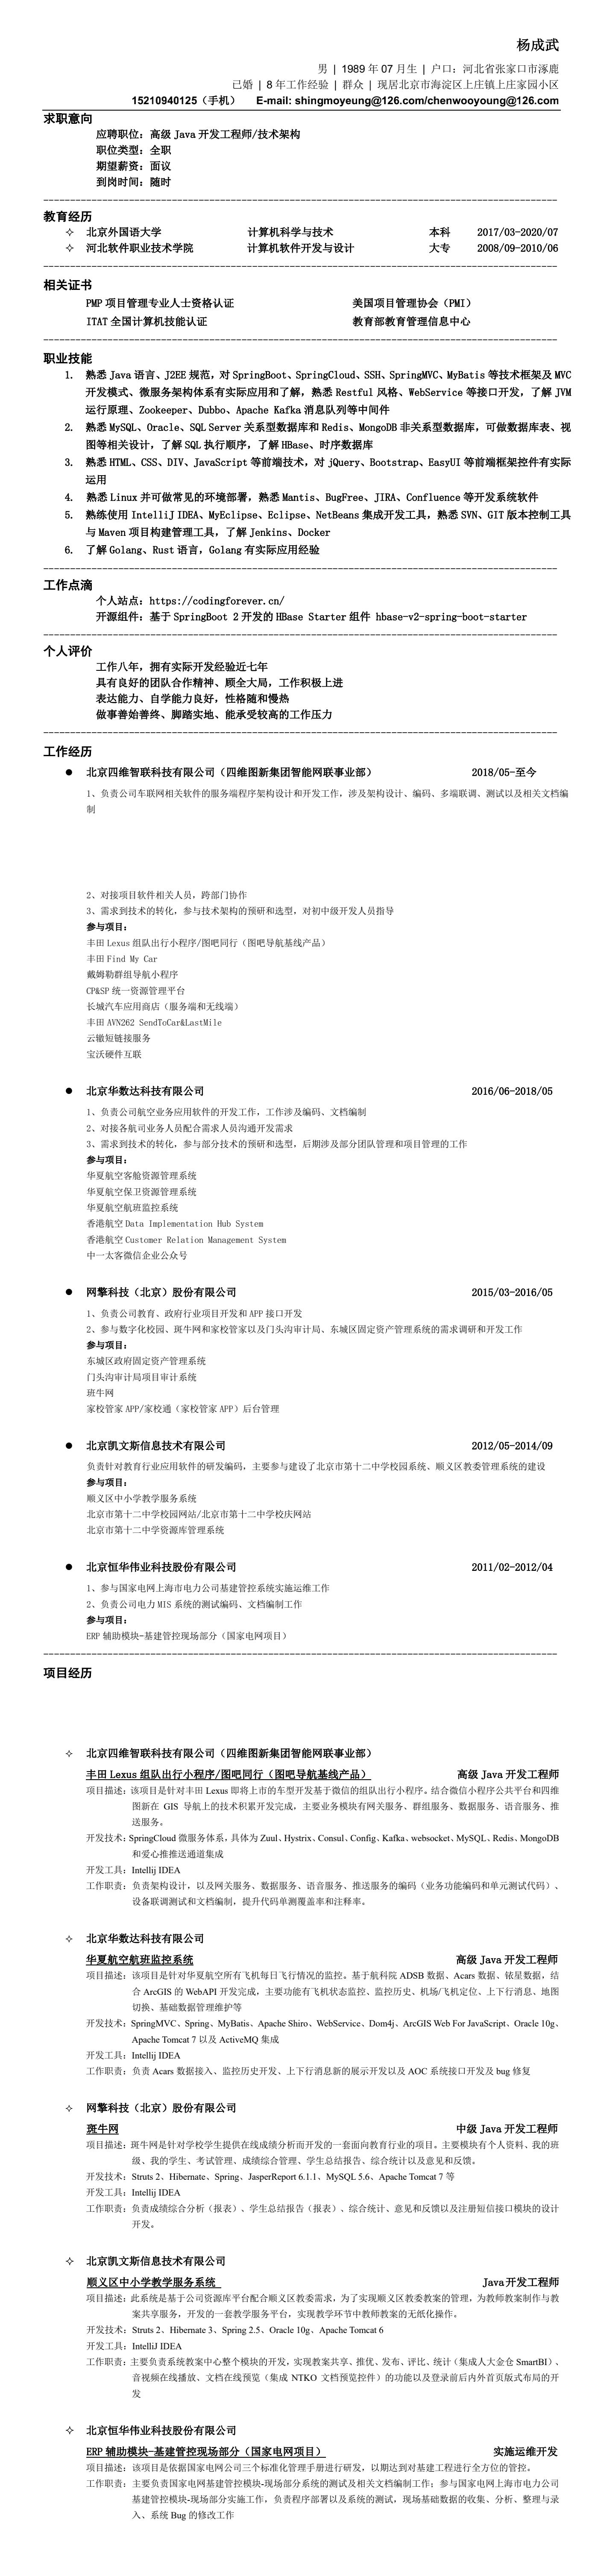 杨成武
男 | 1989 年 07 月生 | 户口：河北省张家口市涿鹿
已婚 | 8 年工作经验 | 群众 | 现居北京市海淀区上庄镇上庄家园小区
15210940125（手机） E-mail: shingmoyeung@126.com/chenwooyoung@126.com
求职意向
应聘职位：高级 Java 开发工程师/技术架构
职位类型：全职
期望薪资：面议
到岗时间：随时
教育经历
✧ 北京外国语大学 计算机科学与技术 本科 2017/03-2020/07
✧ 河北软件职业技术学院 计算机软件开发与设计 大专 2008/09-2010/06
相关证书
PMP 项目管理专业人士资格认证 美国项目管理协会（PMI）
ITAT 全国计算机技能认证 教育部教育管理信息中心
职业技能
1. 熟悉 Java 语言、J2EE 规范，对 SpringBoot、SpringCloud、SSH、SpringMVC、MyBatis 等技术框架及 MVC
开发模式、微服务架构体系有实际应用和了解，熟悉 Restful 风格、WebService 等接口开发，了解 JVM
运行原理、Zookeeper、Dubbo、Apache Kafka 消息队列等中间件
2. 熟悉 MySQL、Oracle、SQL Server 关系型数据库和 Redis、MongoDB 非关系型数据库，可做数据库表、视
图等相关设计，了解 SQL 执行顺序，了解 HBase、时序数据库
3. 熟悉 HTML、CSS、DIV、JavaScript 等前端技术，对 jQuery、Bootstrap、EasyUI 等前端框架控件有实际
运用
4. 熟悉 Linux 并可做常见的环境部署，熟悉 Mantis、BugFree、JIRA、Confluence 等开发系统软件
5. 熟练使用 IntelliJ IDEA、MyEclipse、Eclipse、NetBeans 集成开发工具，熟悉 SVN、GIT 版本控制工具
与 Maven 项目构建管理工具，了解 Jenkins、Docker
6. 了解 Golang、Rust 语言，Golang 有实际应用经验
工作点滴
个人站点：https://codingforever.cn/
开源组件：基于 SpringBoot 2 开发的 HBase Starter 组件 hbase-v2-spring-boot-starter
个人评价
工作八年，拥有实际开发经验近七年
具有良好的团队合作精神、顾全大局，工作积极上进
表达能力、自学能力良好，性格随和慢热
做事善始善终、脚踏实地、能承受较高的工作压力
工作经历
● 北京四维智联科技有限公司（四维图新集团智能网联事业部） 2018/05-至今
1、负责公司车联网相关软件的服务端程序架构设计和开发工作，涉及架构设计、编码、多端联调、测试以及相关文档编
制
2、对接项目软件相关人员，跨部门协作
3、需求到技术的转化，参与技术架构的预研和选型，对初中级开发人员指导
参与项目：
丰田 Lexus 组队出行小程序/图吧同行（图吧导航基线产品）
丰田 Find My Car
戴姆勒群组导航小程序
CP&SP 统一资源管理平台
长城汽车应用商店（服务端和无线端）
丰田 AVN262 SendToCar&LastMile
云辙短链接服务
宝沃硬件互联
● 北京华数达科技有限公司 2016/06-2018/05
1、负责公司航空业务应用软件的开发工作，工作涉及编码、文档编制
2、对接各航司业务人员配合需求人员沟通开发需求
3、需求到技术的转化，参与部分技术的预研和选型，后期涉及部分团队管理和项目管理的工作
参与项目：
华夏航空客舱资源管理系统
华夏航空保卫资源管理系统
华夏航空航班监控系统
香港航空 Data Implementation Hub System
香港航空 Customer Relation Management System
中一太客微信企业公众号
● 网擎科技（北京）股份有限公司 2015/03-2016/05
1、负责公司教育、政府行业项目开发和 APP 接口开发
2、参与数字化校园、斑牛网和家校管家以及门头沟审计局、东城区固定资产管理系统的需求调研和开发工作
参与项目：
东城区政府固定资产管理系统
门头沟审计局项目审计系统
班牛网
家校管家 APP/家校通（家校管家 APP）后台管理
● 北京凯文斯信息技术有限公司 2012/05-2014/09
负责针对教育行业应用软件的研发编码，主要参与建设了北京市第十二中学校园系统、顺义区教委管理系统的建设
参与项目：
顺义区中小学教学服务系统
北京市第十二中学校园网站/北京市第十二中学校庆网站
北京市第十二中学资源库管理系统
● 北京恒华伟业科技股份有限公司 2011/02-2012/04
1、参与国家电网上海市电力公司基建管控系统实施运维工作
2、负责公司电力 MIS 系统的测试编码、文档编制工作
参与项目：
ERP 辅助模块-基建管控现场部分（国家电网项目）
项目经历
✧ 北京四维智联科技有限公司（四维图新集团智能网联事业部）
丰田 Lexus 组队出行小程序/图吧同行（图吧导航基线产品） 高级 Java 开发工程师
项目描述：该项目是针对丰田 Lexus 即将上市的车型开发基于微信的组队出行小程序。结合微信小程序公共平台和四维
图新在 GIS 导航上的技术积累开发完成，主要业务模块有网关服务、群组服务、数据服务、语音服务、推
送服务。
开发技术：SpringCloud 微服务体系，具体为 Zuul、Hystrix、Consul、Config、Kafka、websocket、MySQL、Redis、MongoDB
和爱心推推送通道集成
开发工具：Intellij IDEA
工作职责：负责架构设计，以及网关服务、数据服务、语音服务、推送服务的编码（业务功能编码和单元测试代码）、
设备联调测试和文档编制，提升代码单测覆盖率和注释率。
✧ 北京华数达科技有限公司
华夏航空航班监控系统 高级 Java 开发工程师
项目描述：该项目是针对华夏航空所有飞机每日飞行情况的监控。基于航科院 ADSB 数据、Acars 数据、铱星数据，结
合 ArcGIS 的 WebAPI 开发完成，主要功能有飞机状态监控、监控历史、机场/飞机定位、上下行消息、地图
切换、基础数据管理维护等
开发技术：SpringMVC、Spring、MyBatis、Apache Shiro、WebService、Dom4j、ArcGIS Web For JavaScript、Oracle 10g、
Apache Tomcat 7 以及 ActiveMQ 集成
开发工具：Intellij IDEA
工作职责：负责 Acars 数据接入、监控历史开发、上下行消息新的展示开发以及 AOC 系统接口开发及 bug 修复
✧ 网擎科技（北京）股份有限公司
斑牛网 中级 Java 开发工程师
项目描述：斑牛网是针对学校学生提供在线成绩分析而开发的一套面向教育行业的项目。主要模块有个人资料、我的班
级、我的学生、考试管理、成绩综合管理、学生总结报告、综合统计以及意见和反馈。
开发技术：Struts 2、Hibernate、Spring、JasperReport 6.1.1、MySQL 5.6、Apache Tomcat 7 等
开发工具：Intellij IDEA
工作职责：负责成绩综合分析（报表）、学生总结报告（报表）、综合统计、意见和反馈以及注册短信接口模块的设计
开发。
✧ 北京凯文斯信息技术有限公司
顺义区中小学教学服务系统 Java 开发工程师
项目描述：此系统是基于公司资源库平台配合顺义区教委需求，为了实现顺义区教委教案的管理，为教师教案制作与教
案共享服务，开发的一套教学服务平台，实现教学环节中教师教案的无纸化操作。
开发技术：Struts 2、Hibernate 3、Spring 2.5、Oracle 10g、Apache Tomcat 6
开发工具：IntelliJ IDEA
工作职责：主要负责系统教案中心整个模块的开发，实现教案共享、推优、发布、评比、统计（集成人大金仓 SmartBI）、
音视频在线播放、文档在线预览（集成 NTKO 文档预览控件）的功能以及登录前后内外首页版式布局的开
发
✧ 北京恒华伟业科技股份有限公司
ERP 辅助模块-基建管控现场部分（国家电网项目） 实施运维开发
项目描述：该项目是依据国家电网公司三个标准化管理手册进行研发，以期达到对基建工程进行全方位的管控。
工作职责：主要负责国家电网基建管控模块-现场部分系统的测试及相关文档编制工作；参与国家电网上海市电力公司
基建管控模块-现场部分实施工作，负责程序部署以及系统的测试，现场基础数据的收集、分析、整理与录
入、系统 Bug 的修改工作